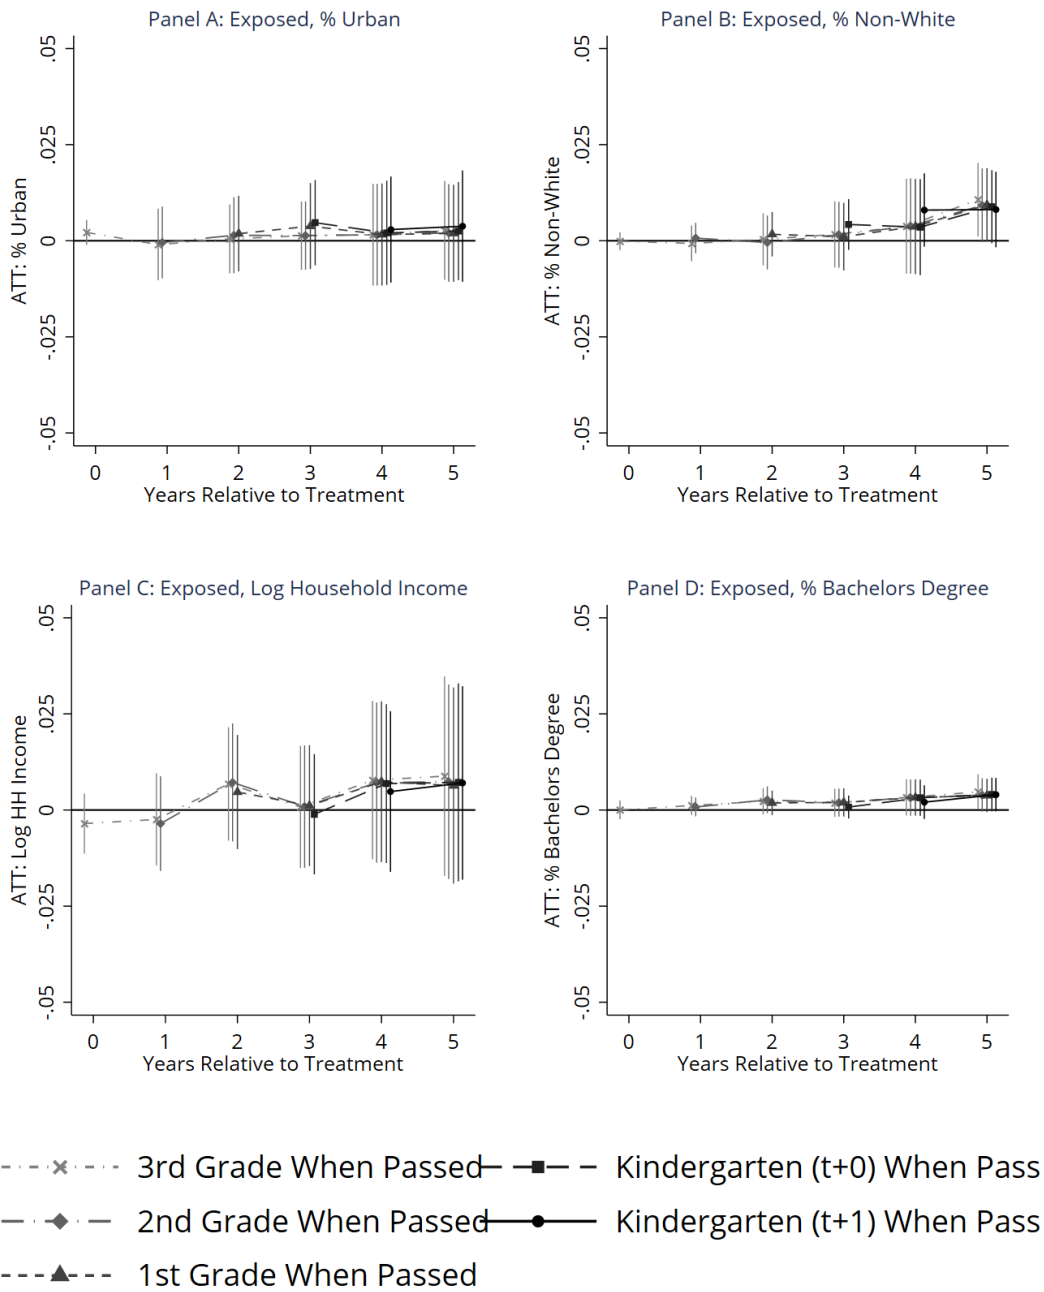 Panel A: Exposed, % Urban
ATT: % Urban
.05
.025
0
-.025
-.05
0 1 2 3 4 5
Years Relative to Treatment
Panel B: Exposed, % Non-White
ATT: % Non-White
.05
.025
0
-.025
-.05
0 1 2 3 4 5
Years Relative to Treatment
Panel C: Exposed, Log Household Income
ATT: Log HH Income
.05
.025
0
-.025
-.05
0 1 2 3 4 5
Years Relative to Treatment
Panel D: Exposed, % Bachelors Degree
ATT: % Bachelors Degree
.05
.025
0
-.025
-.05
0 1 2 3 4 5
Years Relative to Treatment
3rd Grade When Passed
Kindergarten (t+0) When Pass
2nd Grade When Passed
Kindergarten (t+1) When Pass
1st Grade When Passed